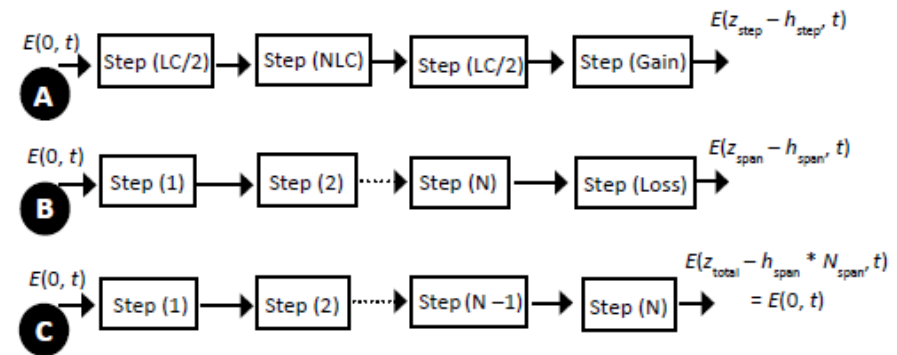 E(0, t)
A
Step (LC/2)
Step (NLC)
Step (LC/2)
Step (Gain)
E(z_step – h_step, t)
E(0, t)
B
Step (1)
Step (2)
Step (N)
Step (Loss)
E(z_span – h_span, t)
E(0, t)
C
Step (1)
Step (2)
Step (N –1)
Step (N)
E(z_total – h_span * N_span, t)
= E(0, t)